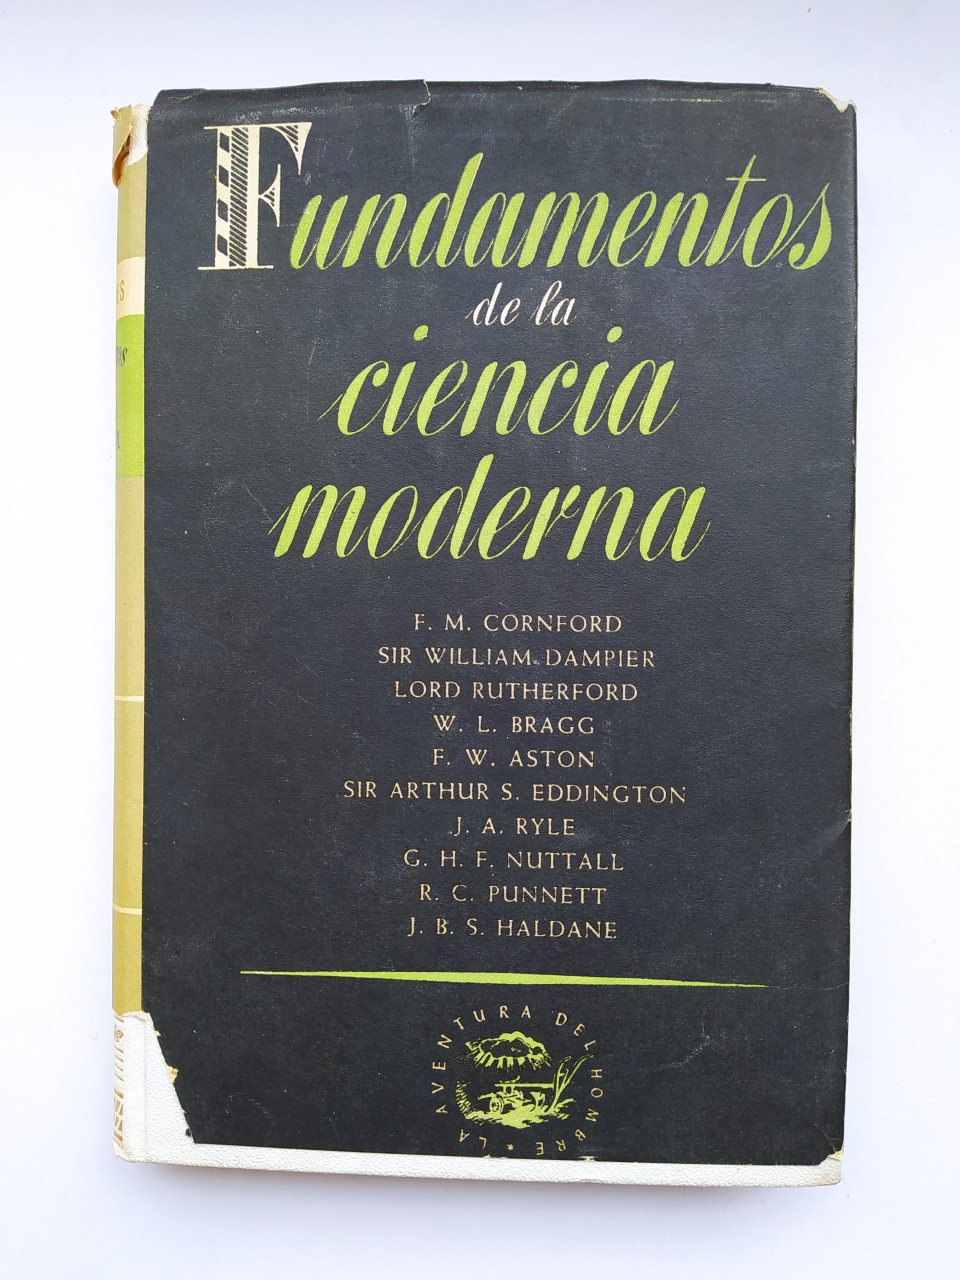 Fundamentos
de la
ciencia
moderna
F. M. CORNFORD
SIR WILLIAM DAMPIER
LORD RUTHERFORD
W. L. BRAGG
F. W. ASTON
SIR ARTHUR S. EDDINGTON
J. A. RYLE
G. H. F. NUTTALL
R. C. PUNNETT
J. B. S. HALDANE
LA AVENTURA DEL HOMBRE *